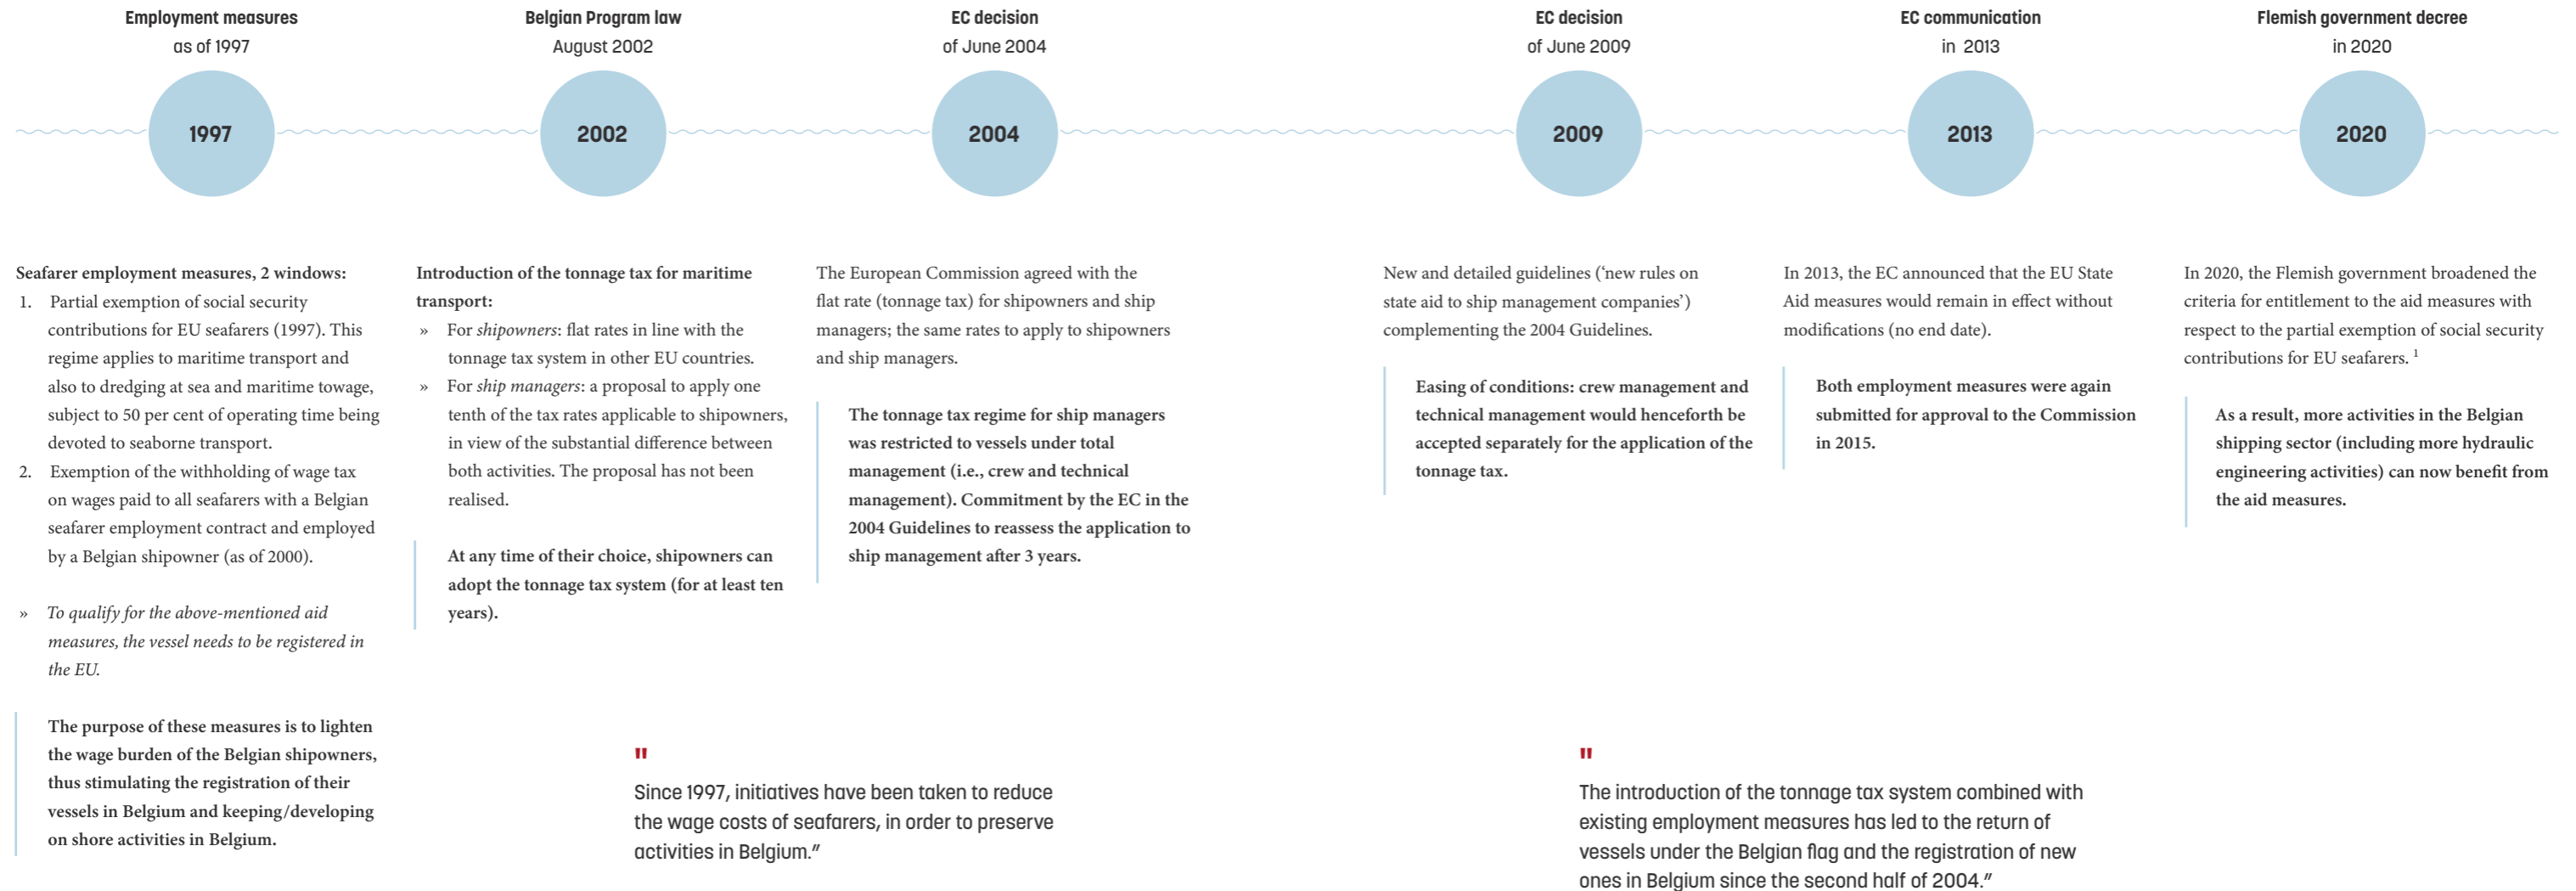 Employment measures
as of 1997
Belgian Program law
August 2002
EC decision
of June 2004
EC decision
of June 2009
EC communication
in 2013
Flemish government decree
in 2020
1997
2002
2004
2009
2013
2020
Seafarer employment measures, 2 windows:
1. Partial exemption of social security
contributions for EU seafarers (1997). This
regime applies to maritime transport and
also to dredging at sea and maritime towage,
subject to 50 per cent of operating time being
devoted to seaborne transport.
2. Exemption of the withholding of wage tax
on wages paid to all seafarers with a Belgian
seafarer employment contract and employed
by a Belgian shipowner (as of 2000).
» To qualify for the above-mentioned aid
measures, the vessel needs to be registered in
the EU.
The purpose of these measures is to lighten
the wage burden of the Belgian shipowners,
thus stimulating the registration of their
vessels in Belgium and keeping/developing
on shore activities in Belgium.
Introduction of the tonnage tax for maritime
transport:
» For shipowners: flat rates in line with the
tonnage tax system in other EU countries.
» For ship managers: a proposal to apply one
tenth of the tax rates applicable to shipowners,
in view of the substantial difference between
both activities. The proposal has not been
realised.
At any time of their choice, shipowners can
adopt the tonnage tax system (for at least ten
years).
The European Commission agreed with the
flat rate (tonnage tax) for shipowners and ship
managers; the same rates to apply to shipowners
and ship managers.
The tonnage tax regime for ship managers
was restricted to vessels under total
management (i.e., crew and technical
management). Commitment by the EC in the
2004 Guidelines to reassess the application to
ship management after 3 years.
New and detailed guidelines (‘new rules on
state aid to ship management companies’)
complementing the 2004 Guidelines.
Easing of conditions: crew management and
technical management would henceforth be
accepted separately for the application of the
tonnage tax.
In 2013, the EC announced that the EU State
Aid measures would remain in effect without
modifications (no end date).
Both employment measures were again
submitted for approval to the Commission
in 2015.
In 2020, the Flemish government broadened the
criteria for entitlement to the aid measures with
respect to the partial exemption of social security
contributions for EU seafarers. 1
As a result, more activities in the Belgian
shipping sector (including more hydraulic
engineering activities) can now benefit from
the aid measures.
"
Since 1997, initiatives have been taken to reduce
the wage costs of seafarers, in order to preserve
activities in Belgium.”
"
The introduction of the tonnage tax system combined with
existing employment measures has led to the return of
vessels under the Belgian flag and the registration of new
ones in Belgium since the second half of 2004.”